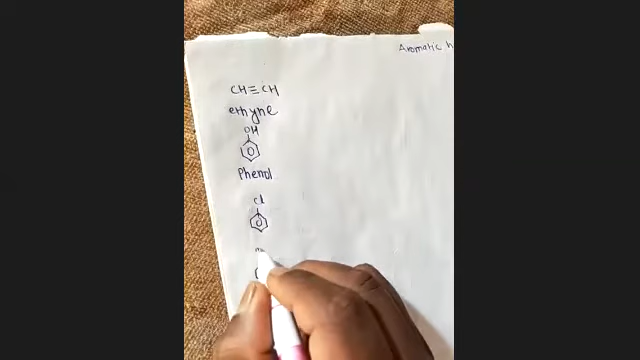 Aromatic h
CH≡CH
ethyne
OH
Phenol
Cl